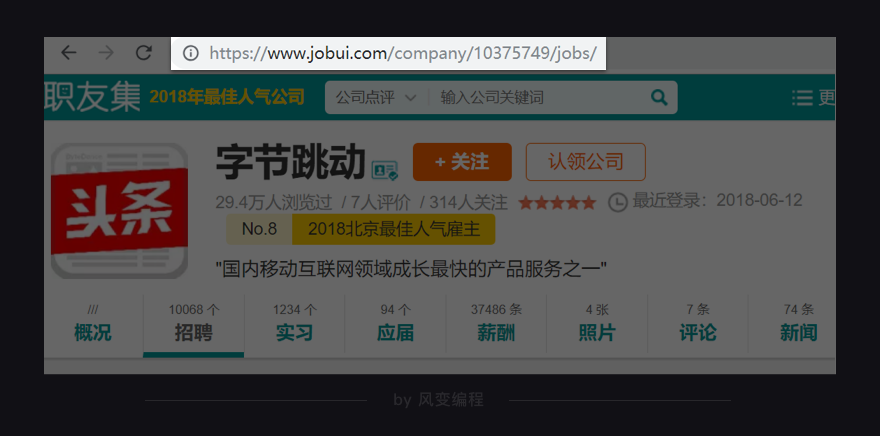 https://www.jobui.com/company/10375749/jobs/
职友集 2018年最佳人气公司 公司点评 输入公司关键词 更
字节跳动 + 关注 认领公司
头条
29.4万人浏览过 / 7人评价 / 314人关注 最近登录：2018-06-12
No.8 2018北京最佳人气雇主
"国内移动互联网领域成长最快的产品服务之一"
/// 10068 个 1234 个 94 个 37486 条 4 张 7 条 74 条
概况 招聘 实习 应届 薪酬 照片 评论 新闻
by 风变编程